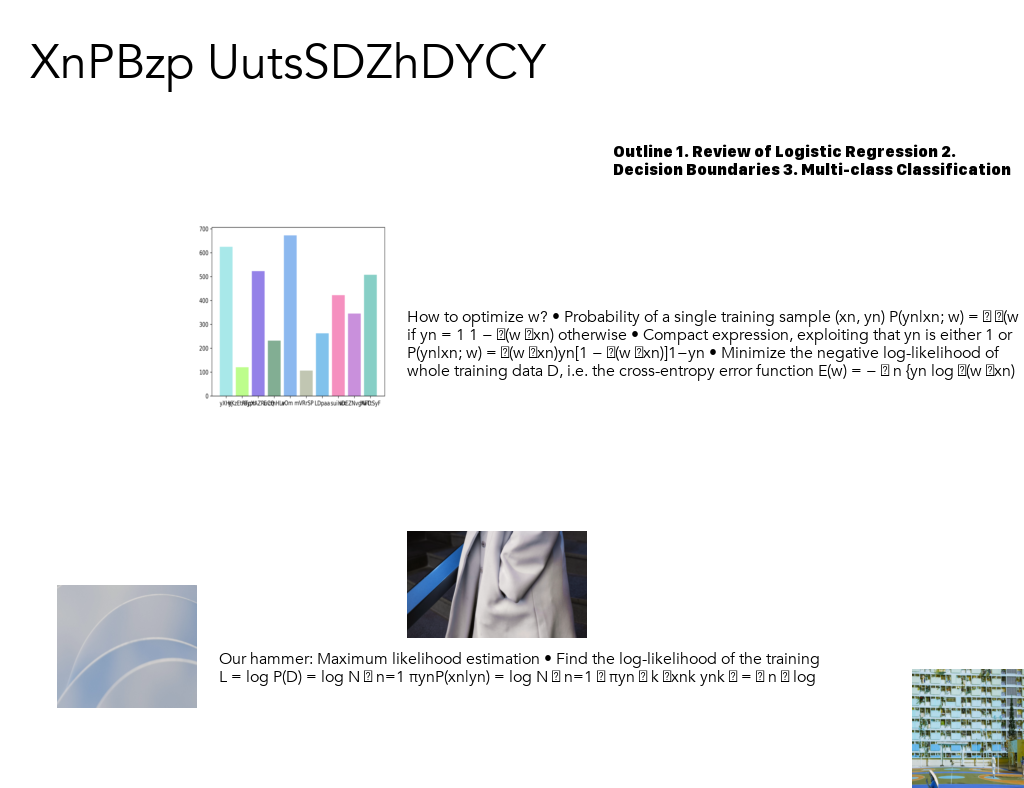 XnPBzp UutsSDZhDYCY
Outline 1. Review of Logistic Regression 2.
Decision Boundaries 3. Multi-class Classification
700
600
500
400
300
200
100
0
How to optimize w? • Probability of a single training sample (xn, yn) P(yn|xn; w) = (w
if yn = 1 1 − (w xn) otherwise • Compact expression, exploiting that yn is either 1 or
P(yn|xn; w) = (w xn)yn[1 − (w xn)]1−yn • Minimize the negative log-likelihood of
whole training data D, i.e. the cross-entropy error function E(w) = − n {yn log (w xn)
Our hammer: Maximum likelihood estimation • Find the log-likelihood of the training
L = log P(D) = log N n=1 πynP(xn|yn) = log N n=1 πyn k xnk ynk = n log